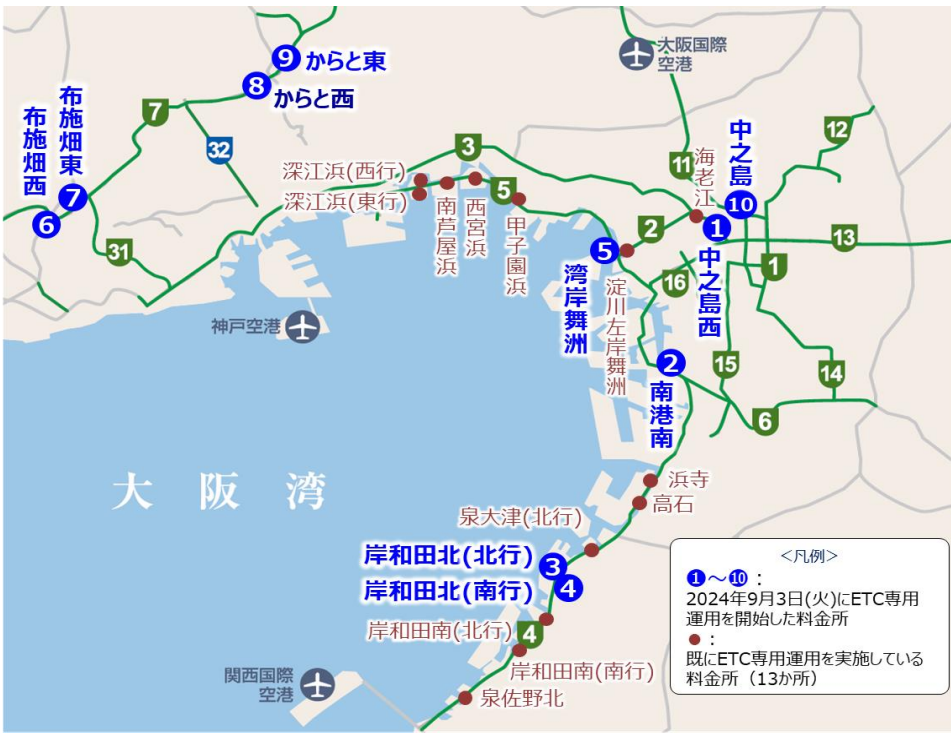 9 からと東
8 からと西
大阪国際
空港
布施畑東
布施畑西
7
6
7
32
31
3
深江浜(西行)
深江浜(東行)
南芦屋浜
西宮浜
5
甲子園浜
11
海老江
中之島
10
12
2
1
中之島西
13
1
5
湾岸舞洲
淀川左岸舞洲
16
神戸空港
2
南港南
15
14
6
大阪湾
浜寺
高石
泉大津(北行)
岸和田北(北行) 3
岸和田北(南行) 4
岸和田南(北行)
4
岸和田南(南行)
泉佐野北
関西国際
空港
<凡例>
1～10：
2024年9月3日(火)にETC専用
運用を開始した料金所
●：
既にETC専用運用を実施している
料金所（13か所）